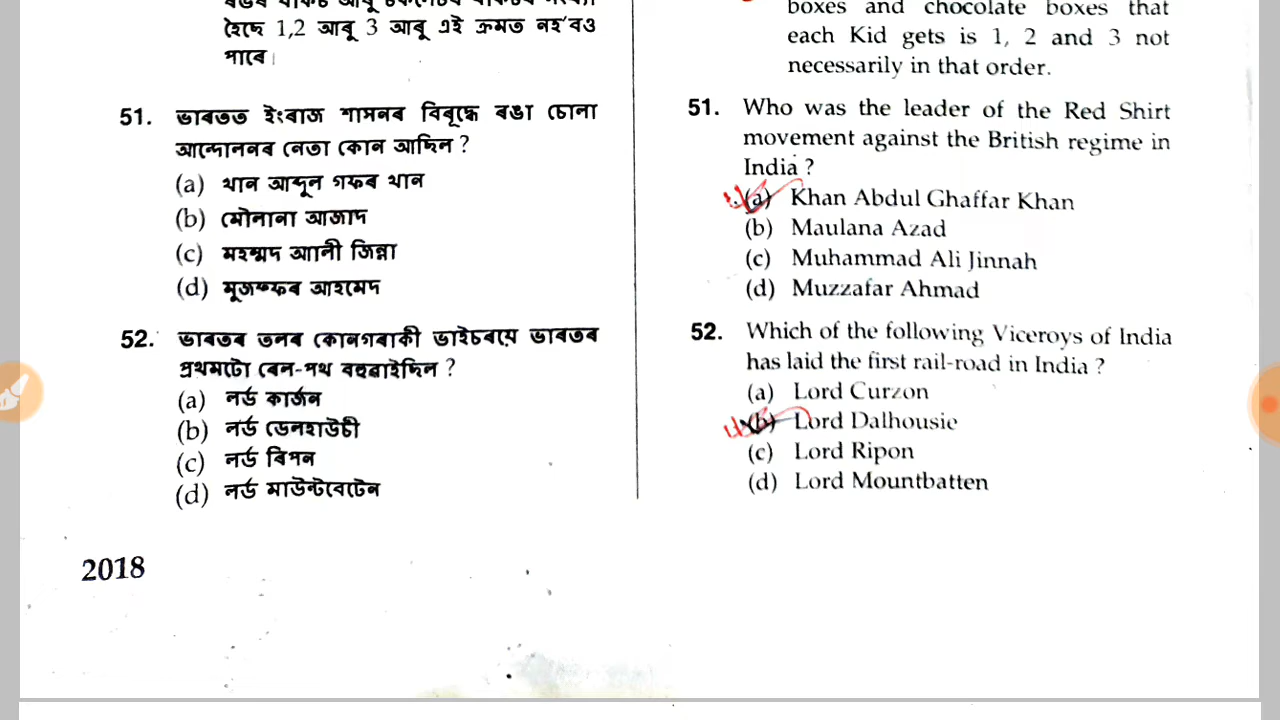 হৈছে 1,2 আৰু 3 আৰু এই ক্ৰমত নহ'বও
পাৰে।
51. ভাৰতত ইংৰাজ শাসনৰ বিৰূদ্ধে ৰঙা চোলা
আন্দোলনৰ নেতা কোন আছিল ?
(a) খান আব্দুল গফৰ খান
(b) মৌলানা আজাদ
(c) মহম্মদ আলী জিন্না
(d) মুজফ্ফৰ আহমেদ
52. ভাৰতৰ তলৰ কোনগৰাকী ভাইচৰয়ে ভাৰতৰ
প্ৰথমটো ৰেল-পথ বহুৱাইছিল ?
(a) লৰ্ড কাৰ্জন
(b) লৰ্ড ডেলহাউচী
(c) লৰ্ড ৰিপন
(d) লৰ্ড মাউন্টবেটেন
2018
boxes and chocolate boxes that
each Kid gets is 1, 2 and 3 not
necessarily in that order.
51. Who was the leader of the Red Shirt
movement against the British regime in
India ?
(a) Khan Abdul Ghaffar Khan
(b) Maulana Azad
(c) Muhammad Ali Jinnah
(d) Muzzafar Ahmad
52. Which of the following Viceroys of India
has laid the first rail-road in India ?
(a) Lord Curzon
(b) Lord Dalhousie
(c) Lord Ripon
(d) Lord Mountbatten